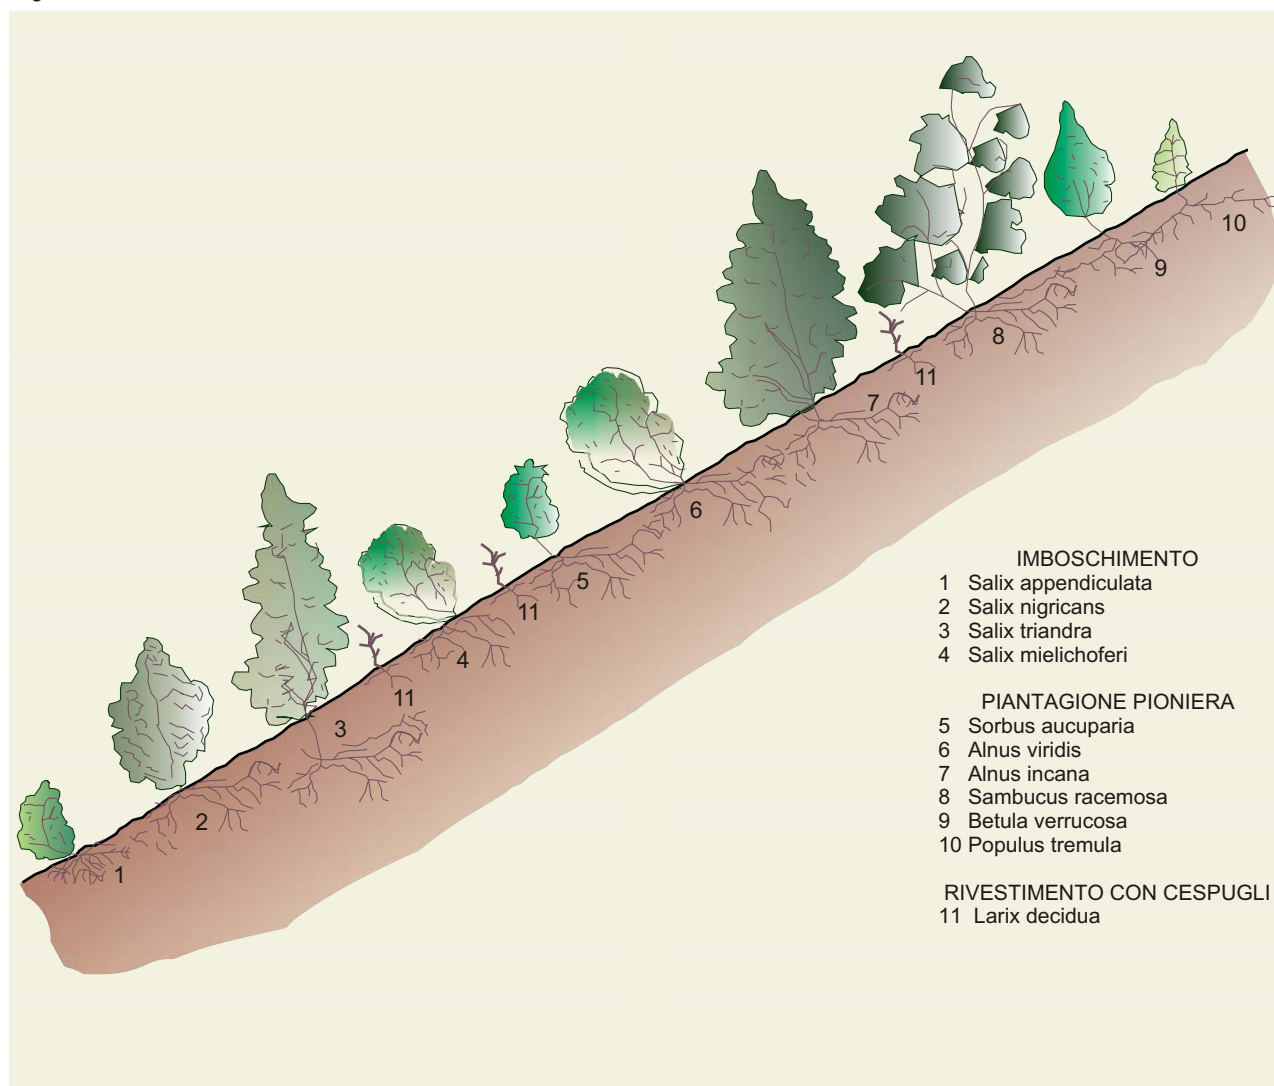 10
9
8
11
7
6
5
11
4
11
3
2
1
IMBOSCHIMENTO
1 Salix appendiculata
2 Salix nigricans
3 Salix triandra
4 Salix mielichoferi
PIANTAGIONE PIONIERA
5 Sorbus aucuparia
6 Alnus viridis
7 Alnus incana
8 Sambucus racemosa
9 Betula verrucosa
10 Populus tremula
RIVESTIMENTO CON CESPUGLI
11 Larix decidua